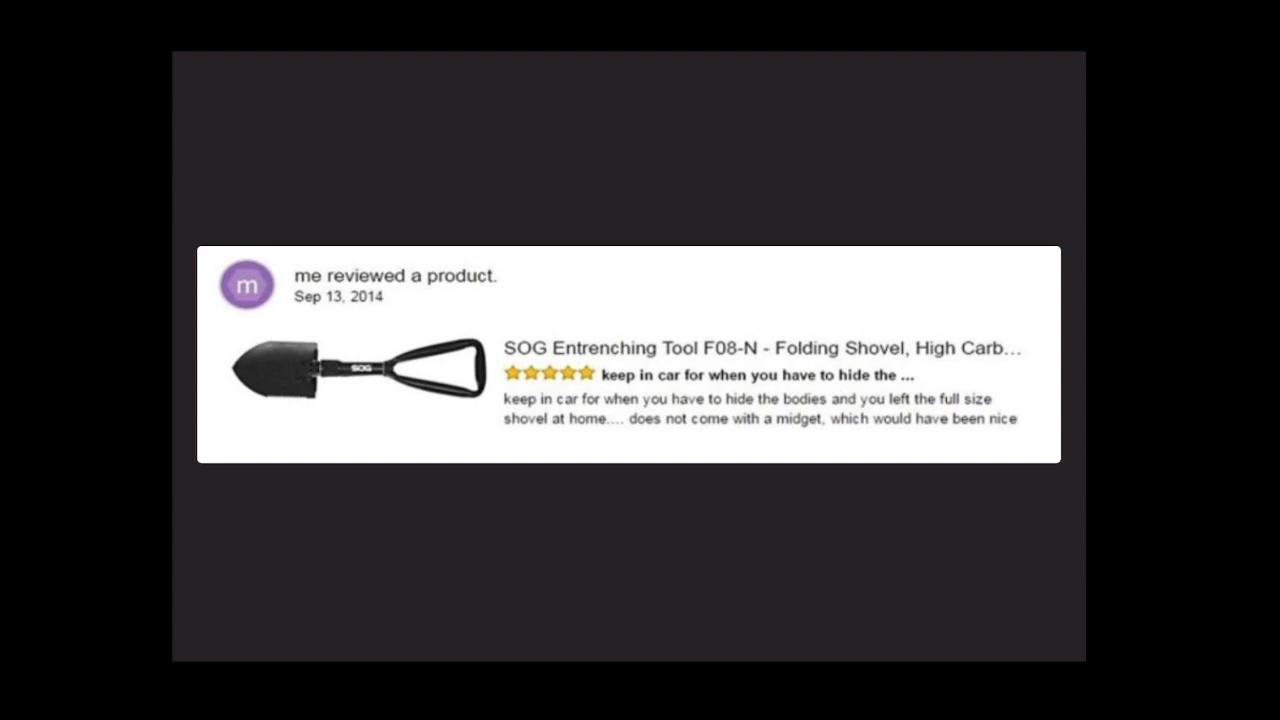 m
me reviewed a product.
Sep 13, 2014
SOG Entrenching Tool F08-N - Folding Shovel, High Carb...
SOG
keep in car for when you have to hide the ...
keep in car for when you have to hide the bodies and you left the full size
shovel at home.... does not come with a midget, which would have been nice